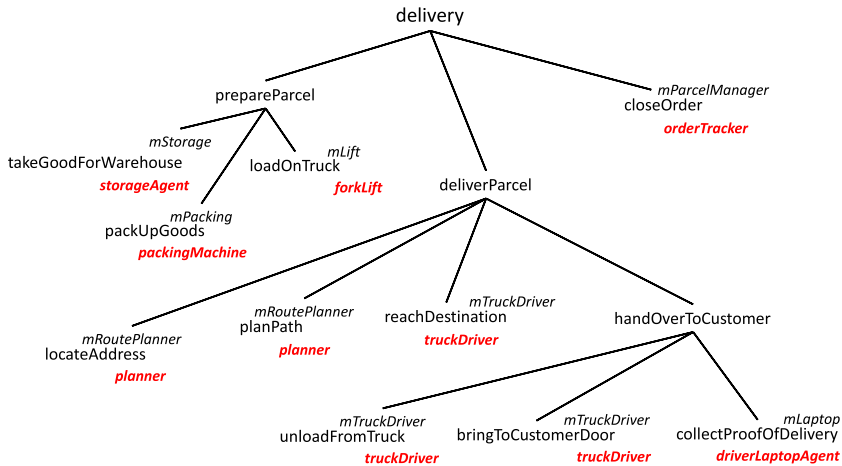 delivery
prepareParcel
mParcelManager
closeOrder
orderTracker
mStorage
takeGoodForWarehouse
storageAgent
mLift
loadOnTruck
forkLift
mPacking
packUpGoods
packingMachine
deliverParcel
mRoutePlanner
locateAddress
planner
mRoutePlanner
planPath
planner
mTruckDriver
reachDestination
truckDriver
handOverToCustomer
mTruckDriver
unloadFromTruck
truckDriver
mTruckDriver
bringToCustomerDoor
truckDriver
mLaptop
collectProofOfDelivery
driverLaptopAgent